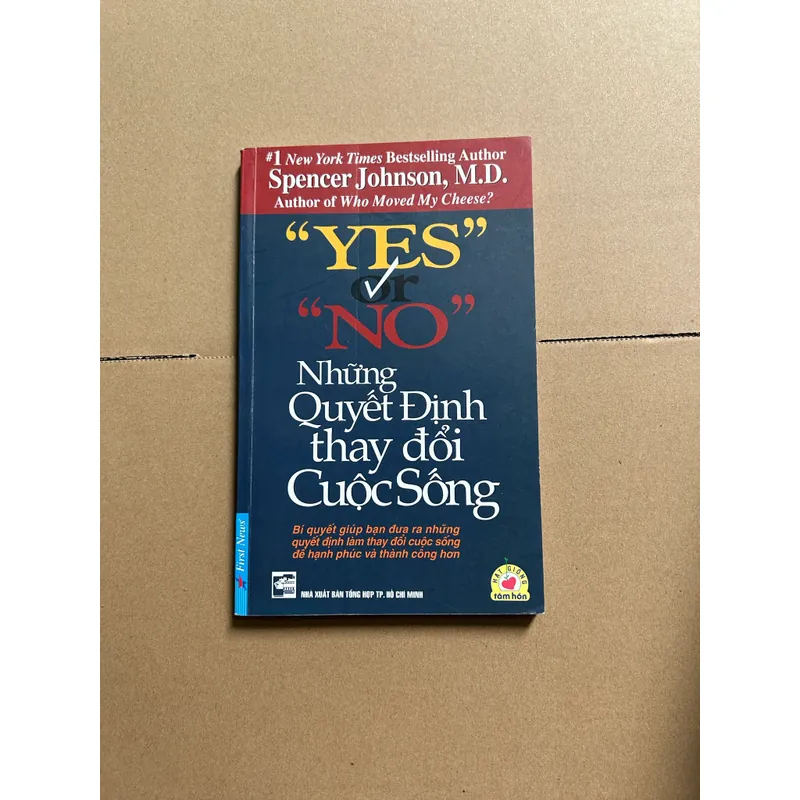 #1 New York Times Bestselling Author
Spencer Johnson, M.D.
Author of Who Moved My Cheese?
“YES”
or
“NO”
Những
Quyết Định
thay đổi
Cuộc Sống
Bí quyết giúp bạn đưa ra những
quyết định làm thay đổi cuộc sống
để hạnh phúc và thành công hơn
First News
NHÀ XUẤT BẢN TỔNG HỢP TP. HỒ CHÍ MINH
HẠT GIỐNG
tâm hồn